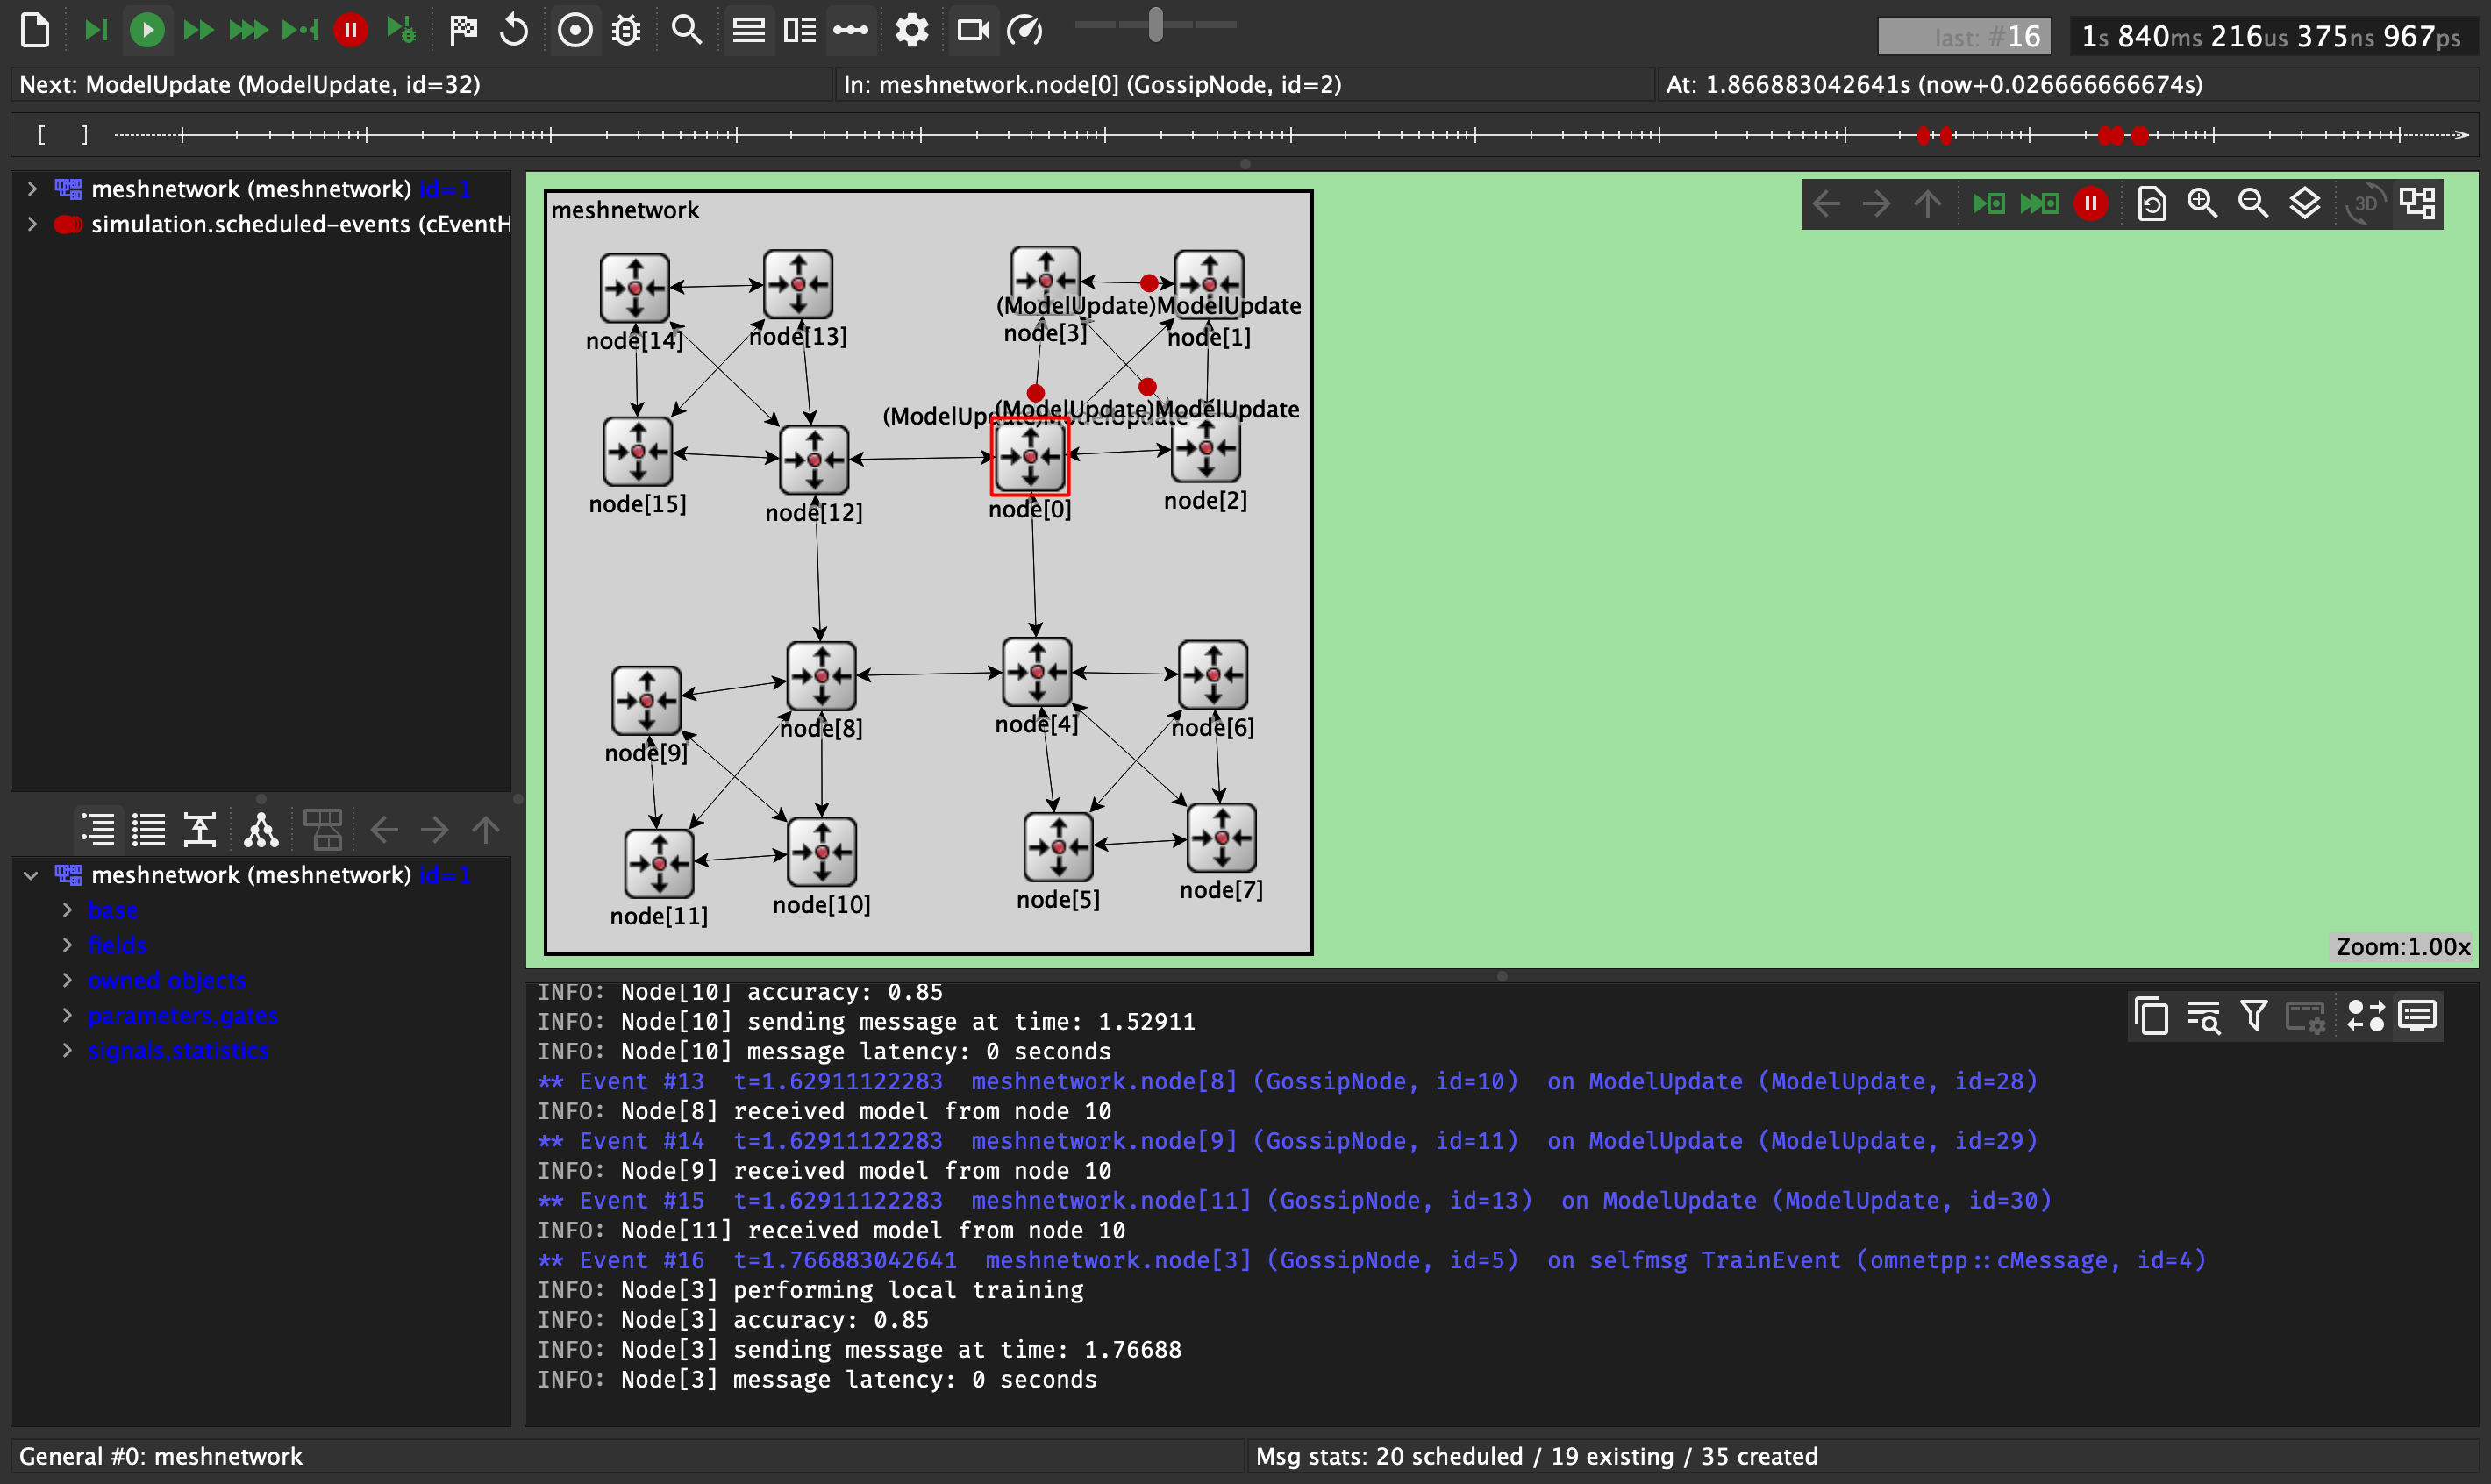 last: #16
1s 840ms 216us 375ns 967ps
Next: ModelUpdate (ModelUpdate, id=32)
In: meshnetwork.node[0] (GossipNode, id=2)
At: 1.866883042641s (now+0.026666666674s)
[ ]
meshnetwork (meshnetwork) id=1
simulation.scheduled-events (cEventH
meshnetwork
3D
node[14]
node[13]
(ModelUpdate)ModelUpdate
node[3]
node[1]
(ModelUpdate)ModelUpdate
(ModelUpdate)ModelUpdate
node[15]
node[12]
node[0]
node[2]
node[9]
node[8]
node[4]
node[6]
node[11]
node[10]
node[5]
node[7]
Zoom:1.00x
meshnetwork (meshnetwork) id=1
base
fields
owned objects
parameters,gates
signals,statistics
INFO: Node[10] accuracy: 0.85
INFO: Node[10] sending message at time: 1.52911
INFO: Node[10] message latency: 0 seconds
** Event #13 t=1.62911122283 meshnetwork.node[8] (GossipNode, id=10) on ModelUpdate (ModelUpdate, id=28)
INFO: Node[8] received model from node 10
** Event #14 t=1.62911122283 meshnetwork.node[9] (GossipNode, id=11) on ModelUpdate (ModelUpdate, id=29)
INFO: Node[9] received model from node 10
** Event #15 t=1.62911122283 meshnetwork.node[11] (GossipNode, id=13) on ModelUpdate (ModelUpdate, id=30)
INFO: Node[11] received model from node 10
** Event #16 t=1.766883042641 meshnetwork.node[3] (GossipNode, id=5) on selfmsg TrainEvent (omnetpp::cMessage, id=4)
INFO: Node[3] performing local training
INFO: Node[3] accuracy: 0.85
INFO: Node[3] sending message at time: 1.76688
INFO: Node[3] message latency: 0 seconds
General #0: meshnetwork
Msg stats: 20 scheduled / 19 existing / 35 created